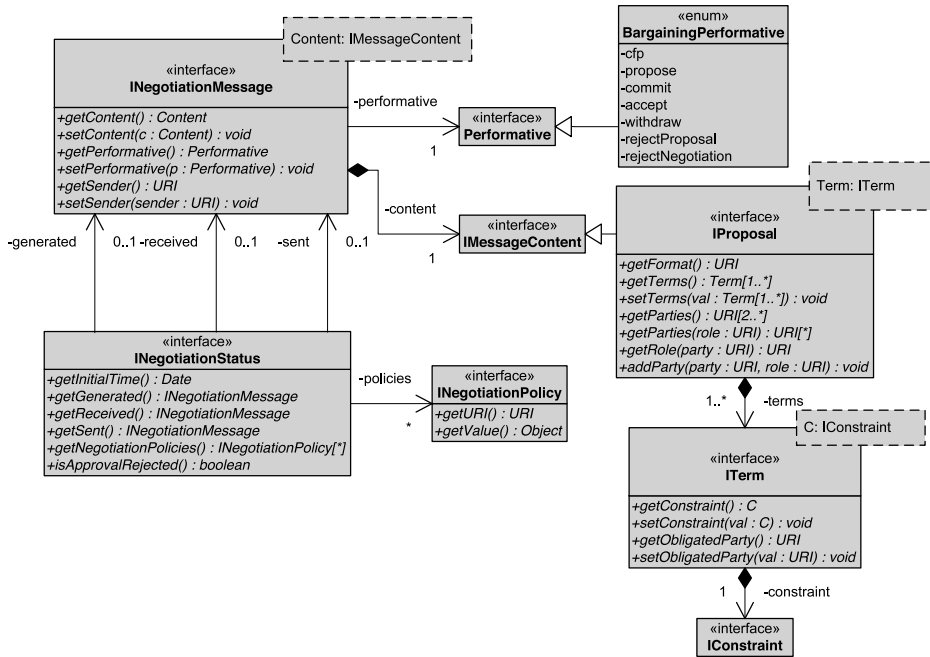 Content: IMessageContent
«interface»
INegotiationMessage
+getContent() : Content
+setContent(c : Content) : void
+getPerformative() : Performative
+setPerformative(p : Performative) : void
+getSender() : URI
+setSender(sender : URI) : void
-performative
1
«interface»
Performative
«enum»
BargainingPerformative
-cfp
-propose
-commit
-accept
-withdraw
-rejectProposal
-rejectNegotiation
-content
1
«interface»
IMessageContent
Term: ITerm
«interface»
IProposal
+getFormat() : URI
+getTerms() : Term[1..*]
+setTerms(val : Term[1..*]) : void
+getParties() : URI[2..*]
+getParties(role : URI) : URI[*]
+getRole(party : URI) : URI
+addParty(party : URI, role : URI) : void
-generated
0..1
-received
0..1
-sent
0..1
«interface»
INegotiationStatus
+getInitialTime() : Date
+getGenerated() : INegotiationMessage
+getReceived() : INegotiationMessage
+getSent() : INegotiationMessage
+getNegotiationPolicies() : INegotiationPolicy[*]
+isApprovalRejected() : boolean
-policies
*
«interface»
INegotiationPolicy
+getURI() : URI
+getValue() : Object
1..*
-terms
C: IConstraint
«interface»
ITerm
+getConstraint() : C
+setConstraint(val : C) : void
+getObligatedParty() : URI
+setObligatedParty(val : URI) : void
1
-constraint
«interface»
IConstraint